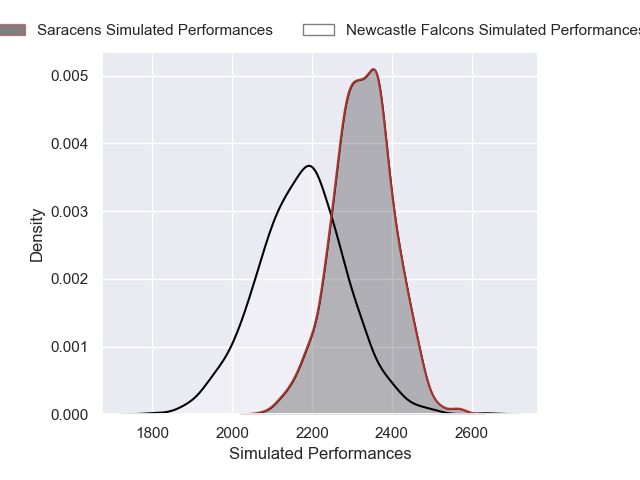 Saracens Simulated Performances
Newcastle Falcons Simulated Performances
0.005
0.004
0.003
0.002
0.001
0.000
Density
1800 2000 2200 2400 2600
Simulated Performances